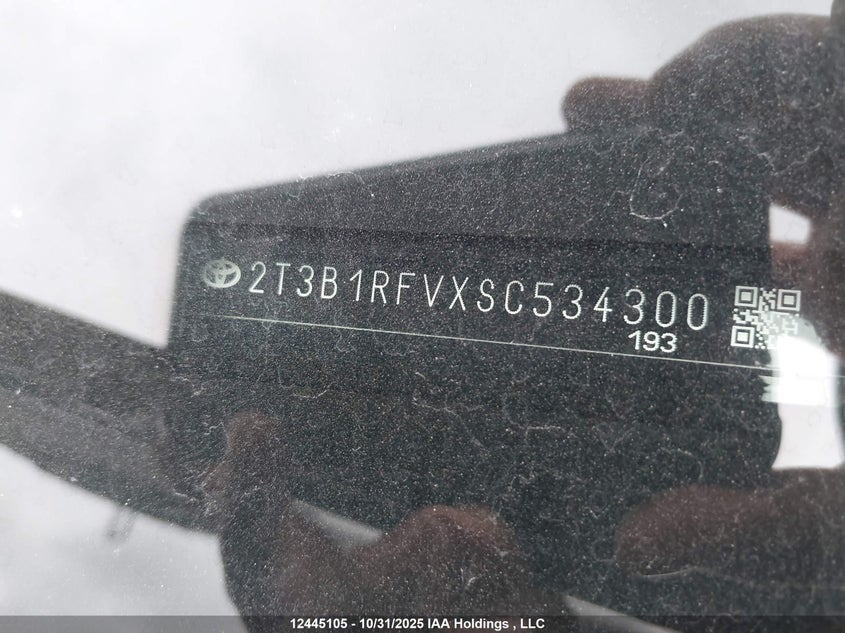 2T3B1RFVXSC534300
193
12445105 - 10/31/2025 IAA Holdings , LLC